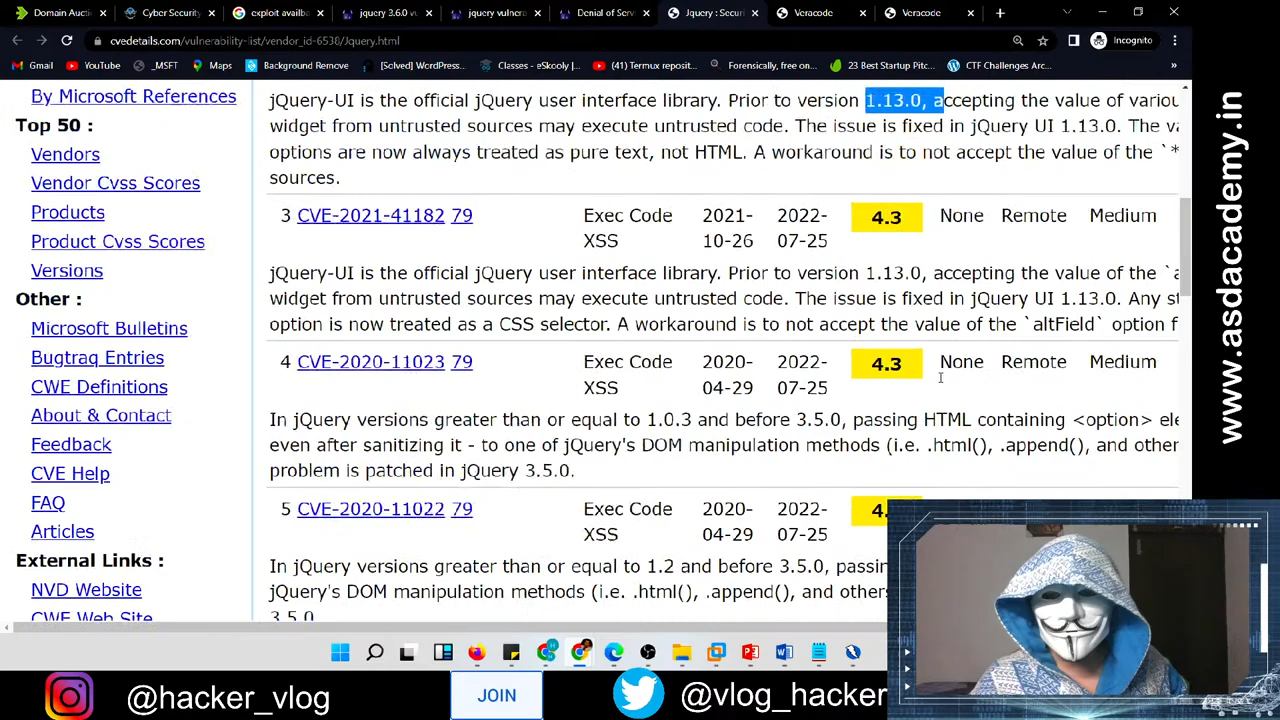 Domain Aucti
Cyber Security
exploit availba
jquery 3.6.0 vu
jquery vulnera
Denial of Serv
Jquery : Securi
Veracode
Veracode
cvedetails.com/vulnerability-list/vendor_id-6538/Jquery.html
Incognito
Gmail
YouTube
_MSFT
Maps
Background Remove
[Solved] WordPress...
Classes - eSkooly |...
(41) Termux reposit...
Forensically, free on...
23 Best Startup Pitc...
CTF Challenges Arc...
By Microsoft References
Top 50 :
Vendors
Vendor Cvss Scores
Products
Product Cvss Scores
Versions
Other :
Microsoft Bulletins
Bugtraq Entries
CWE Definitions
About & Contact
Feedback
CVE Help
FAQ
Articles
External Links :
NVD Website
CWE Web Site
jQuery-UI is the official jQuery user interface library. Prior to version 1.13.0, accepting the value of variou
widget from untrusted sources may execute untrusted code. The issue is fixed in jQuery UI 1.13.0. The va
options are now always treated as pure text, not HTML. A workaround is to not accept the value of the `*
sources.
3 CVE-2021-41182 79 Exec Code 2021- 2022- 4.3 None Remote Medium
XSS 10-26 07-25
jQuery-UI is the official jQuery user interface library. Prior to version 1.13.0, accepting the value of the `a
widget from untrusted sources may execute untrusted code. The issue is fixed in jQuery UI 1.13.0. Any st
option is now treated as a CSS selector. A workaround is to not accept the value of the `altField` option f
4 CVE-2020-11023 79 Exec Code 2020- 2022- 4.3 None Remote Medium
XSS 04-29 07-25
In jQuery versions greater than or equal to 1.0.3 and before 3.5.0, passing HTML containing <option> ele
even after sanitizing it - to one of jQuery's DOM manipulation methods (i.e. .html(), .append(), and other
problem is patched in jQuery 3.5.0.
5 CVE-2020-11022 79 Exec Code 2020- 2022- 4.
XSS 04-29 07-25
In jQuery versions greater than or equal to 1.2 and before 3.5.0, passin
jQuery's DOM manipulation methods (i.e. .html(), .append(), and others
3.5.0.
www.asdacademy.in
@hacker_vlog
JOIN
@vlog_hacker